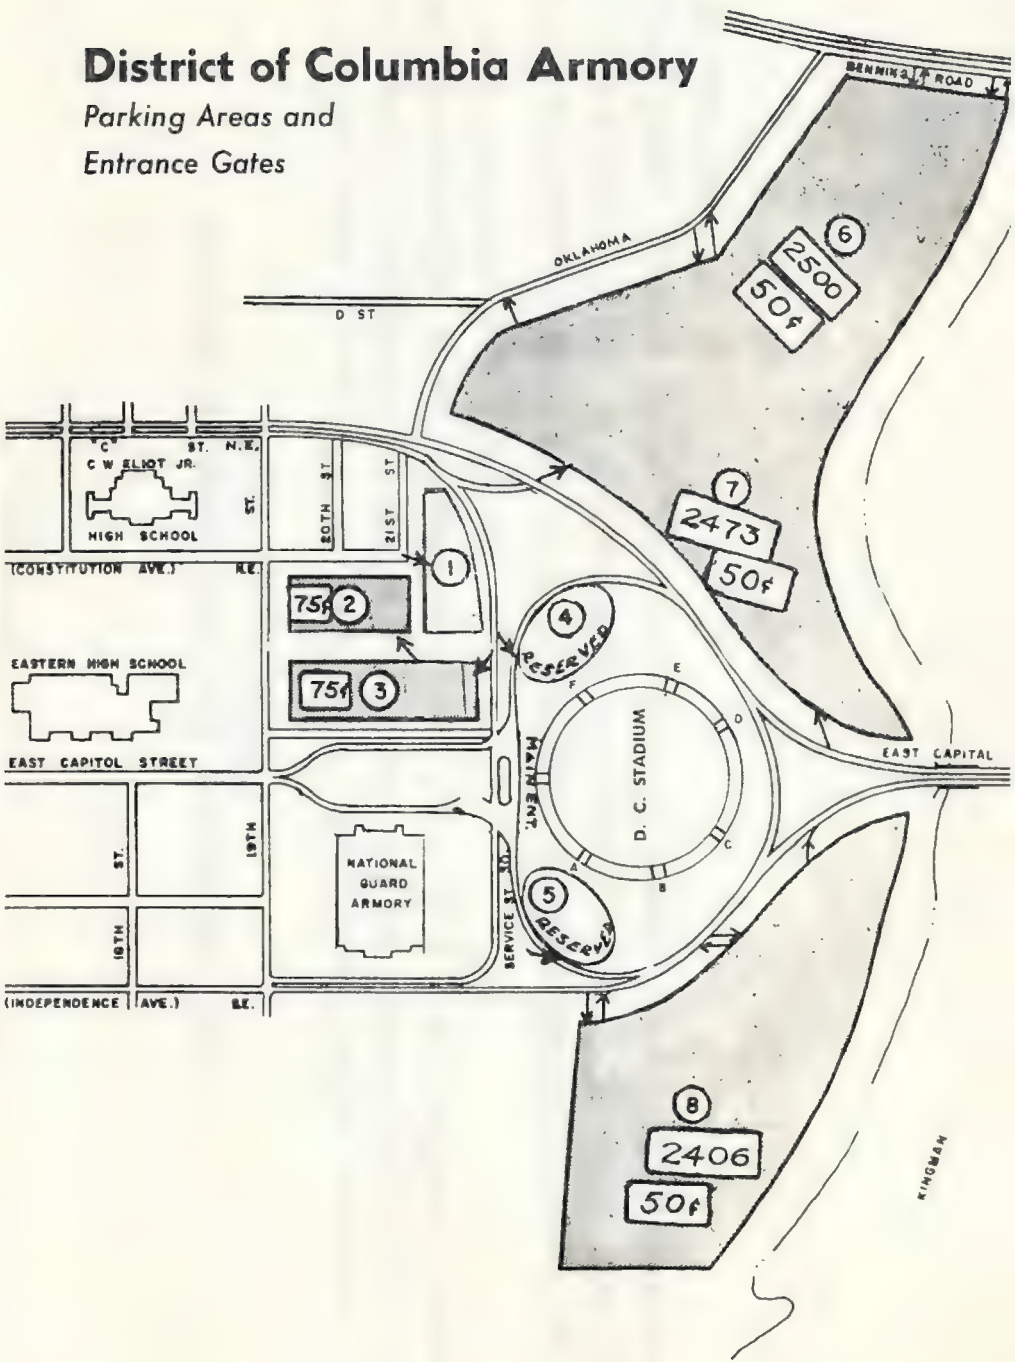 District of Columbia Armory
Parking Areas and
Entrance Gates
BENNING ROAD
OKLAHOMA
D ST
6
2500
50¢
"C" ST. N.E.
C W ELIOT JR.
HIGH SCHOOL
ST.
20TH ST
21ST ST
7
2473
50¢
(CONSTITUTION AVE.) N.E.
1
75¢ 2
4
RESERVED
EASTERN HIGH SCHOOL
75¢ 3
F
E
D
MAIN ENT.
D. C. STADIUM
EAST CAPITAL
EAST CAPITOL STREET
19TH
NATIONAL
GUARD
ARMORY
ST.
SERVICE ST. SO.
A
B
C
5
RESERVED
(INDEPENDENCE AVE.) S.E.
8
2406
50¢
KINGMAN